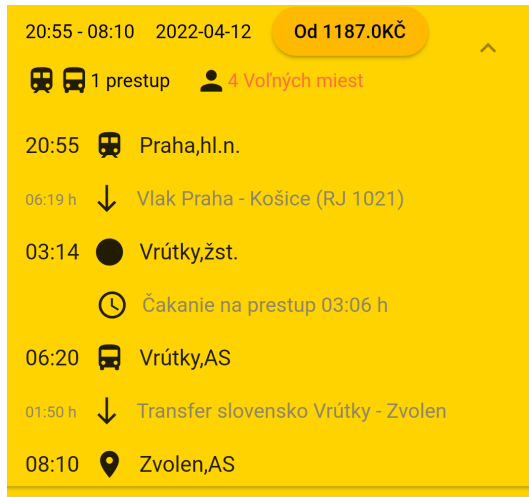 20:55 - 08:10 2022-04-12 Od 1187.0KČ
1 prestup 4 Voľných miest
20:55 Praha,hl.n.
06:19 h Vlak Praha - Košice (RJ 1021)
03:14 Vrútky,žst.
Čakanie na prestup 03:06 h
06:20 Vrútky,AS
01:50 h Transfer slovensko Vrútky - Zvolen
08:10 Zvolen,AS